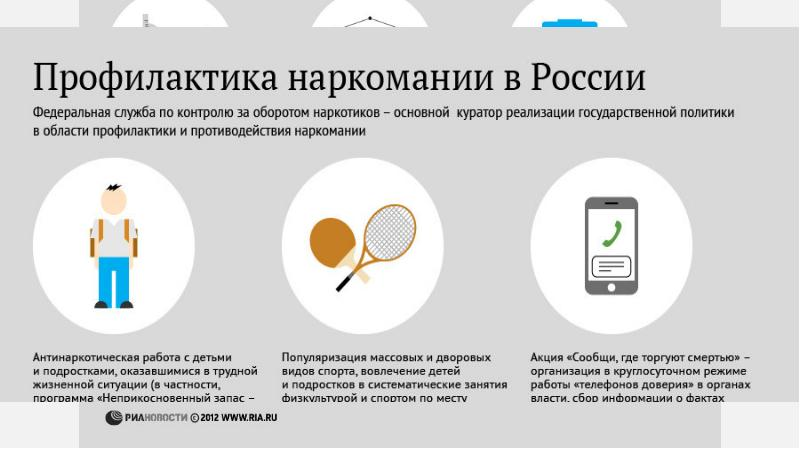 Профилактика наркомании в России
Федеральная служба по контролю за оборотом наркотиков – основной куратор реализации государственной политики
в области профилактики и противодействия наркомании
Антинаркотическая работа с детьми
и подростками, оказавшимися в трудной
жизненной ситуации (в частности,
программа «Неприкосновенный запас –
Популяризация массовых и дворовых
видов спорта, вовлечение детей
и подростков в систематические занятия
физкультурой и спортом по месту
Акция «Сообщи, где торгуют смертью» –
организация в круглосуточном режиме
работы «телефонов доверия» в органах
власти, сбор информации о фактах
РИАНОВОСТИ © 2012 WWW.RIA.RU